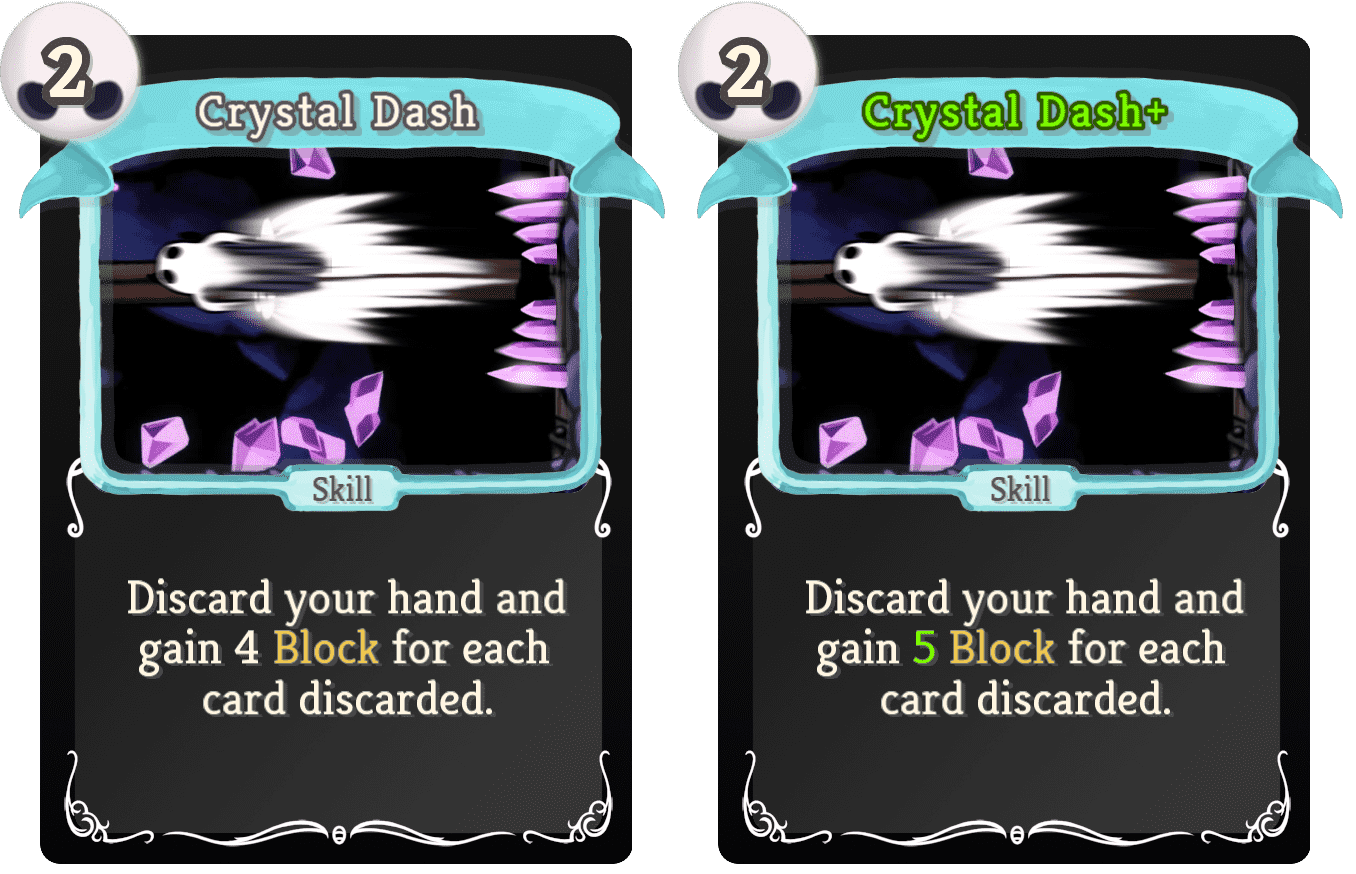 2
Crystal Dash
Skill
Discard your hand and
gain 4 Block for each
card discarded.
2
Crystal Dash+
Skill
Discard your hand and
gain 5 Block for each
card discarded.